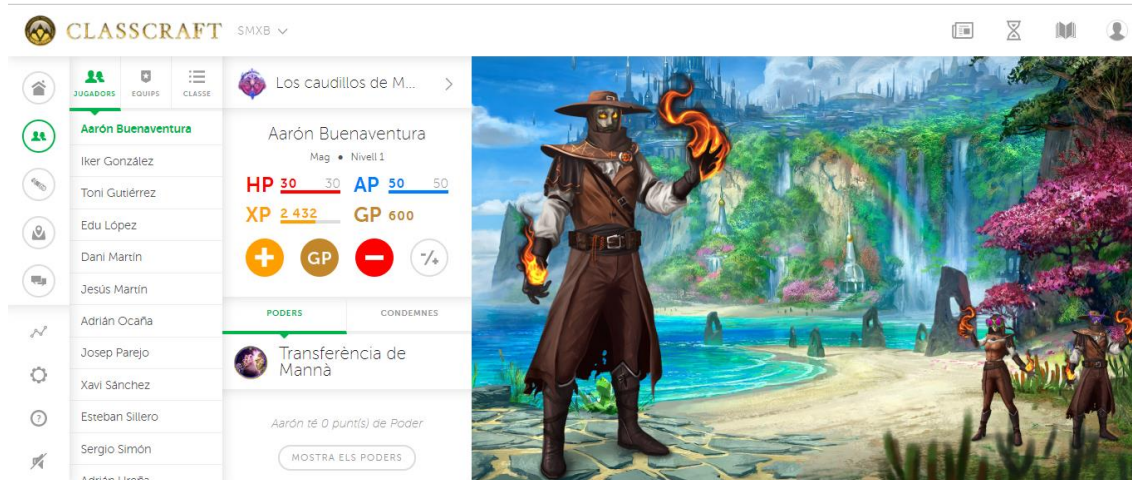 CLASSCRAFT
SMXB
JUGADORS
EQUIPS
CLASSE
Aarón Buenaventura
Iker González
Toni Gutiérrez
Edu López
Dani Martín
Jesús Martín
Adrián Ocaña
Josep Parejo
Xavi Sánchez
Esteban Sillero
Sergio Simón
Adrián Ureña
Los caudillos de M...
Aarón Buenaventura
Mag • Nivell 1
HP 30 30 AP 50 50
XP 2 432 GP 600
GP
PODERS
CONDEMNES
Transferència de
Mannà
Aarón té 0 punt(s) de Poder
MOSTRA ELS PODERS